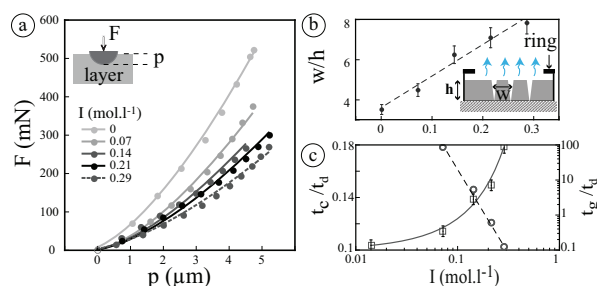 a
F
p
layer
I (mol.l⁻¹)
0
0.07
0.14
0.21
0.29
F (mN)
600
500
400
300
200
100
0
0
1
2
3
4
5
p (μm)
b
w/h
8
6
4
ring
h
w
0.0
0.1
0.2
0.3
c
t_c/t_d
0.18
0.14
0.1
t_g/t_d
100
10
1
0.1
0.01
0.1
1
I (mol.l⁻¹)